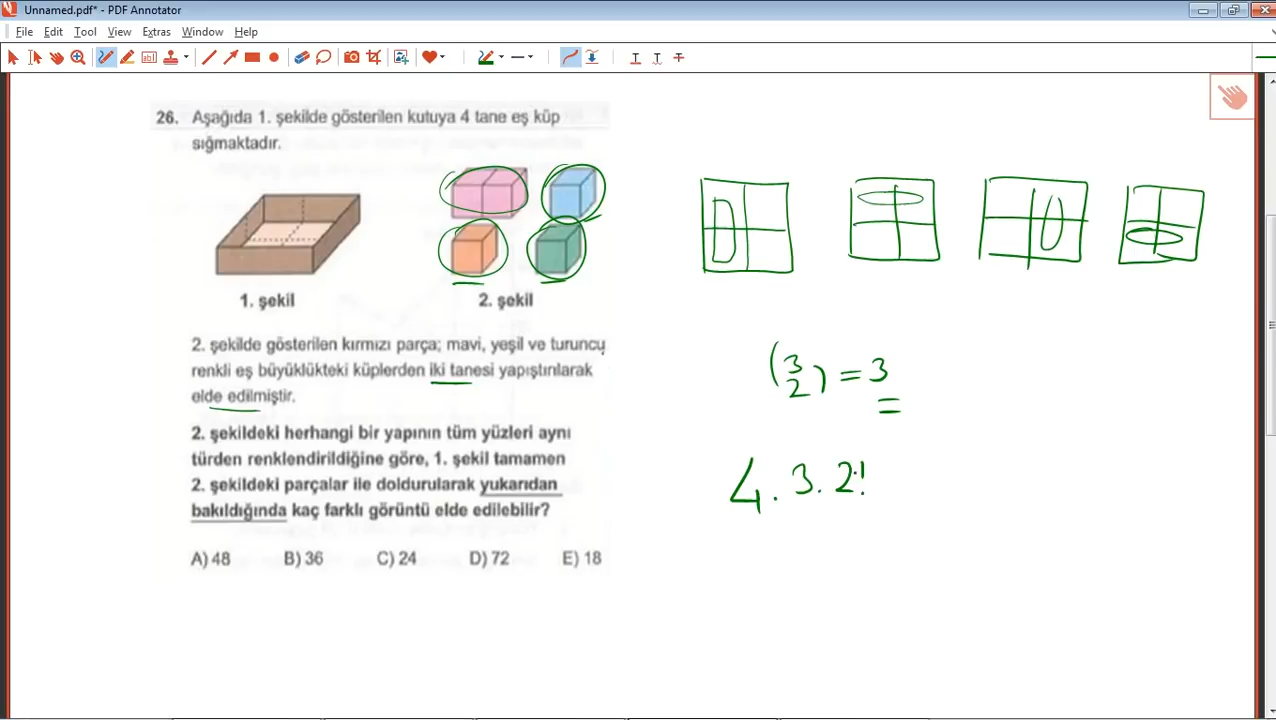 Unnamed.pdf* - PDF Annotator
File Edit Tool View Extras Window Help
26. Aşağıda 1. şekilde gösterilen kutuya 4 tane eş küp
sığmaktadır.
1. şekil
2. şekil
2. şekilde gösterilen kırmızı parça; mavi, yeşil ve turuncu
renkli eş büyüklükteki küplerden iki tanesi yapıştırılarak
elde edilmiştir.
2. şekildeki herhangi bir yapının tüm yüzleri aynı
türden renklendirildiğine göre, 1. şekil tamamen
2. şekildeki parçalar ile doldurularak yukarıdan
bakıldığında kaç farklı görüntü elde edilebilir?
A) 48 B) 36 C) 24 D) 72 E) 18
(3 2) = 3
4 . 3 . 2!